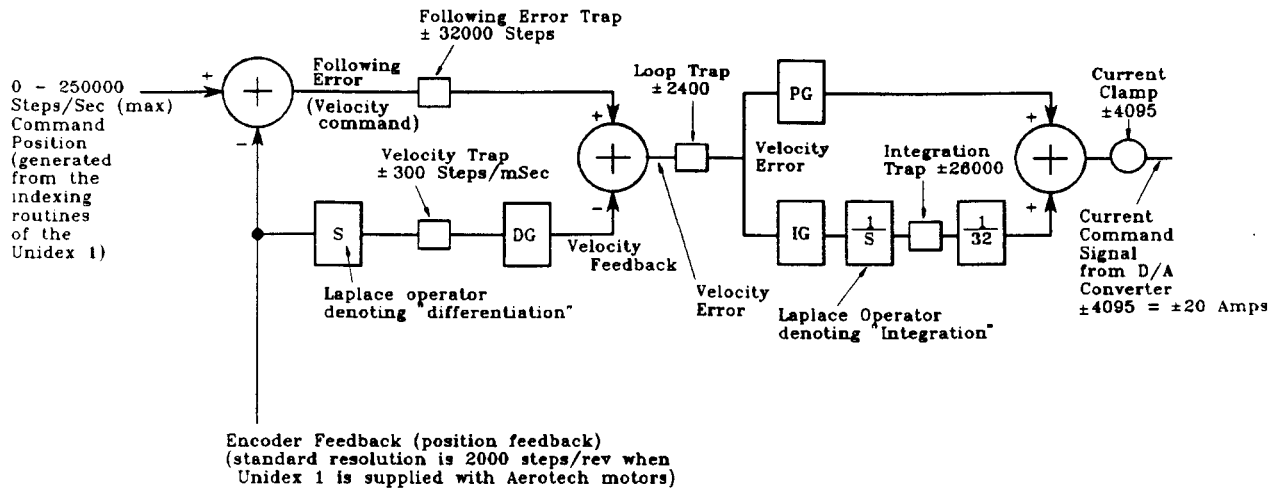 Following Error Trap
± 32000 Steps
0 - 250000
Steps/Sec (max)
Command
Position
(generated
from the
indexing
routines
of the
Unidex 1)
+
-
Following
Error
(Velocity
command)
Velocity Trap
± 300 Steps/mSec
S
DG
Laplace operator
denoting "differentiation"
+
-
Velocity
Feedback
Loop Trap
±2400
Velocity
Error
Velocity
Error
PG
IG
1
S
Integration
Trap ±26000
1
32
Laplace Operator
denoting "Integration"
+
+
Current
Clamp
±4095
Current
Command
Signal
from D/A
Converter
±4095 = ±20 Amps
Encoder Feedback (position feedback)
(standard resolution is 2000 steps/rev when
Unidex 1 is supplied with Aerotech motors)